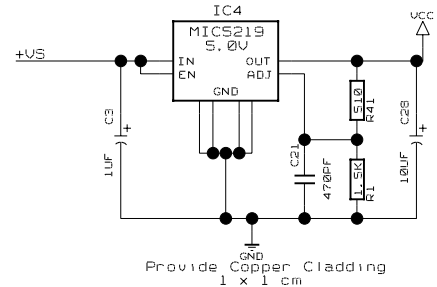 IC4
VCC
MIC5219
5.0V
+VS
IN
OUT
EN
ADJ
GND
510
R41
C3
C28
1UF
C21
470PF
1.5K
R1
10UF
GND
Provide Copper Cladding
1 x 1 cm